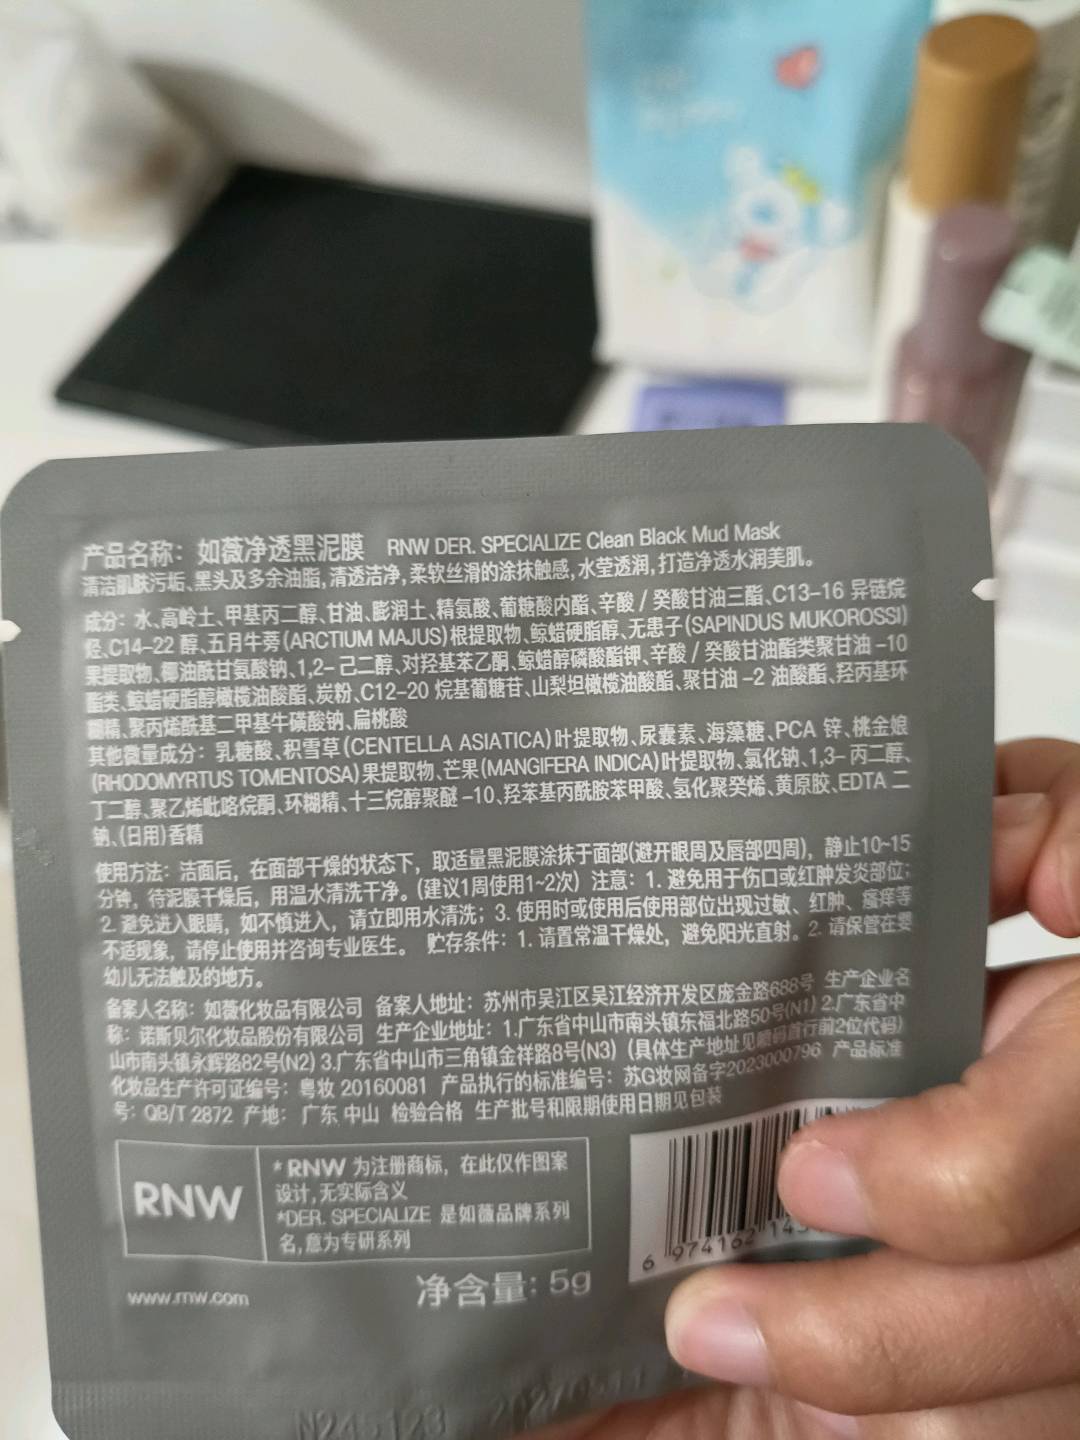 产品名称：如薇净透黑泥膜 RNW DER. SPECIALIZE Clean Black Mud Mask
清洁肌肤污垢、黑头及多余油脂,清透洁净,柔软丝滑的涂抹触感,水莹透润,打造净透水润美肌。
成分：水、高岭土、甲基丙二醇、甘油、膨润土、精氨酸、葡糖酸内酯、辛酸/癸酸甘油三酯、C13-16 异链烷
烃、C14-22 醇、五月牛蒡(ARCTIUM MAJUS)根提取物、鲸蜡硬脂醇、无患子(SAPINDUS MUKOROSSI)
果提取物、椰油酰甘氨酸钠、1,2-己二醇、对羟基苯乙酮、鲸蜡醇磷酸酯钾、辛酸/癸酸甘油酯类聚甘油-10
酯类、鲸蜡硬脂醇橄榄油酸酯、炭粉、C12-20 烷基葡糖苷、山梨坦橄榄油酸酯、聚甘油-2 油酸酯、羟丙基环
糊精、聚丙烯酰基二甲基牛磺酸钠、扁桃酸
其他微量成分：乳糖酸、积雪草(CENTELLA ASIATICA)叶提取物、尿囊素、海藻糖、PCA 锌、桃金娘
(RHODOMYRTUS TOMENTOSA)果提取物、芒果(MANGIFERA INDICA)叶提取物、氯化钠、1,3-丙二醇、
丁二醇、聚乙烯吡咯烷酮、环糊精、十三烷醇聚醚-10、羟苯基丙酰胺苯甲酸、氢化聚癸烯、黄原胶、EDTA 二
钠、(日用)香精
使用方法：洁面后，在面部干燥的状态下，取适量黑泥膜涂抹于面部(避开眼周及唇部四周)，静止10~15
分钟，待泥膜干燥后，用温水清洗干净。(建议1周使用1~2次) 注意：1. 避免用于伤口或红肿发炎部位;
2. 避免进入眼睛，如不慎进入，请立即用水清洗；3. 使用时或使用后使用部位出现过敏、红肿、瘙痒等
不适现象，请停止使用并咨询专业医生。 贮存条件：1. 请置常温干燥处，避免阳光直射。2. 请保管在婴
幼儿无法触及的地方。
备案人名称：如薇化妆品有限公司 备案人地址：苏州市吴江区吴江经济开发区庞金路688号 生产企业名
称：诺斯贝尔化妆品股份有限公司 生产企业地址：1.广东省中山市南头镇东福北路50号(N1) 2.广东省中
山市南头镇永辉路82号(N2) 3.广东省中山市三角镇金祥路8号(N3) (具体生产地址见喷码首行前2位代码)
化妆品生产许可证编号：粤妆 20160081 产品执行的标准编号：苏G妆网备字2023000796 产品标准
号：QB/T 2872 产地：广东 中山 检验合格 生产批号和限期使用日期见包装
RNW
*RNW 为注册商标，在此仅作图案
设计,无实际含义
*DER. SPECIALIZE 是如薇品牌系列
名,意为专研系列
6 974162
www.rnw.com
净含量: 5g
N245123